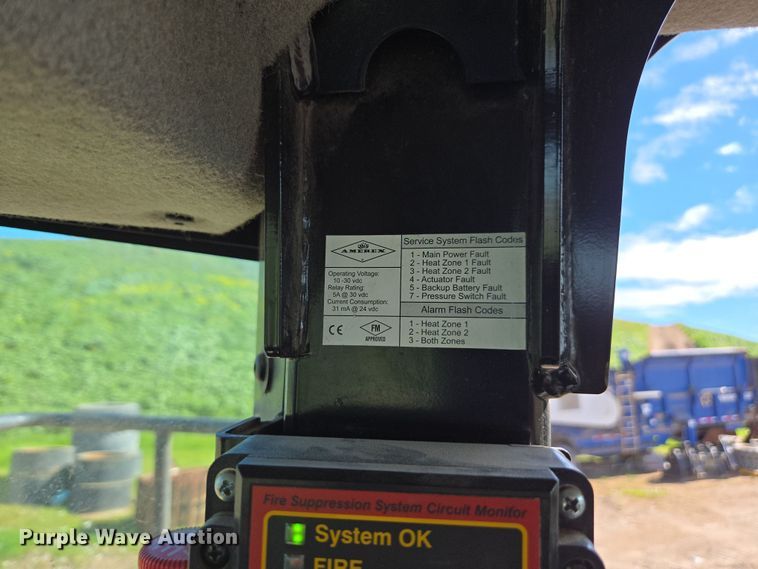 AMEREX
Operating Voltage:
10 -30 vdc
Relay Rating:
5A @ 30 vdc
Current Consumption:
31 mA @ 24 vdc
CE
FM
APPROVED
Service System Flash Codes
1 - Main Power Fault
2 - Heat Zone 1 Fault
3 - Heat Zone 2 Fault
4 - Actuator Fault
5 - Backup Battery Fault
7 - Pressure Switch Fault
Alarm Flash Codes
1 - Heat Zone 1
2 - Heat Zone 2
3 - Both Zones
Fire Suppression System Circuit Monitor
System OK
FIRE
Purple Wave Auction